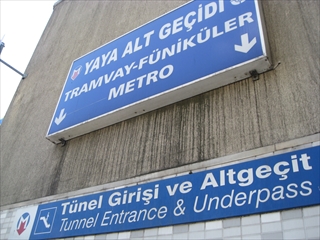 YAYA ALT GEÇİDİ
TRAMVAY-FÜNİKÜLER
METRO
Tünel Girişi ve Altgeçit
Tunnel Entrance & Underpass